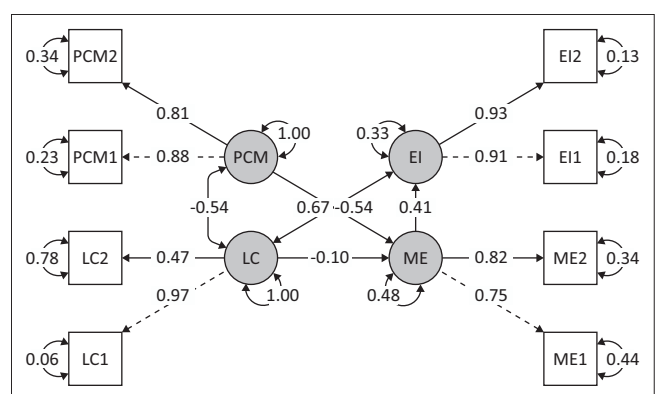 0.34 PCM2 EI2 0.13
0.81 0.93
1.00 0.33
0.23 PCM1 0.88 PCM EI 0.91 EI1 0.18
-0.54 0.67 -0.54 0.41
0.78 LC2 0.47 LC -0.10 ME 0.82 ME2 0.34
0.97 1.00 0.48 0.75
0.06 LC1 ME1 0.44